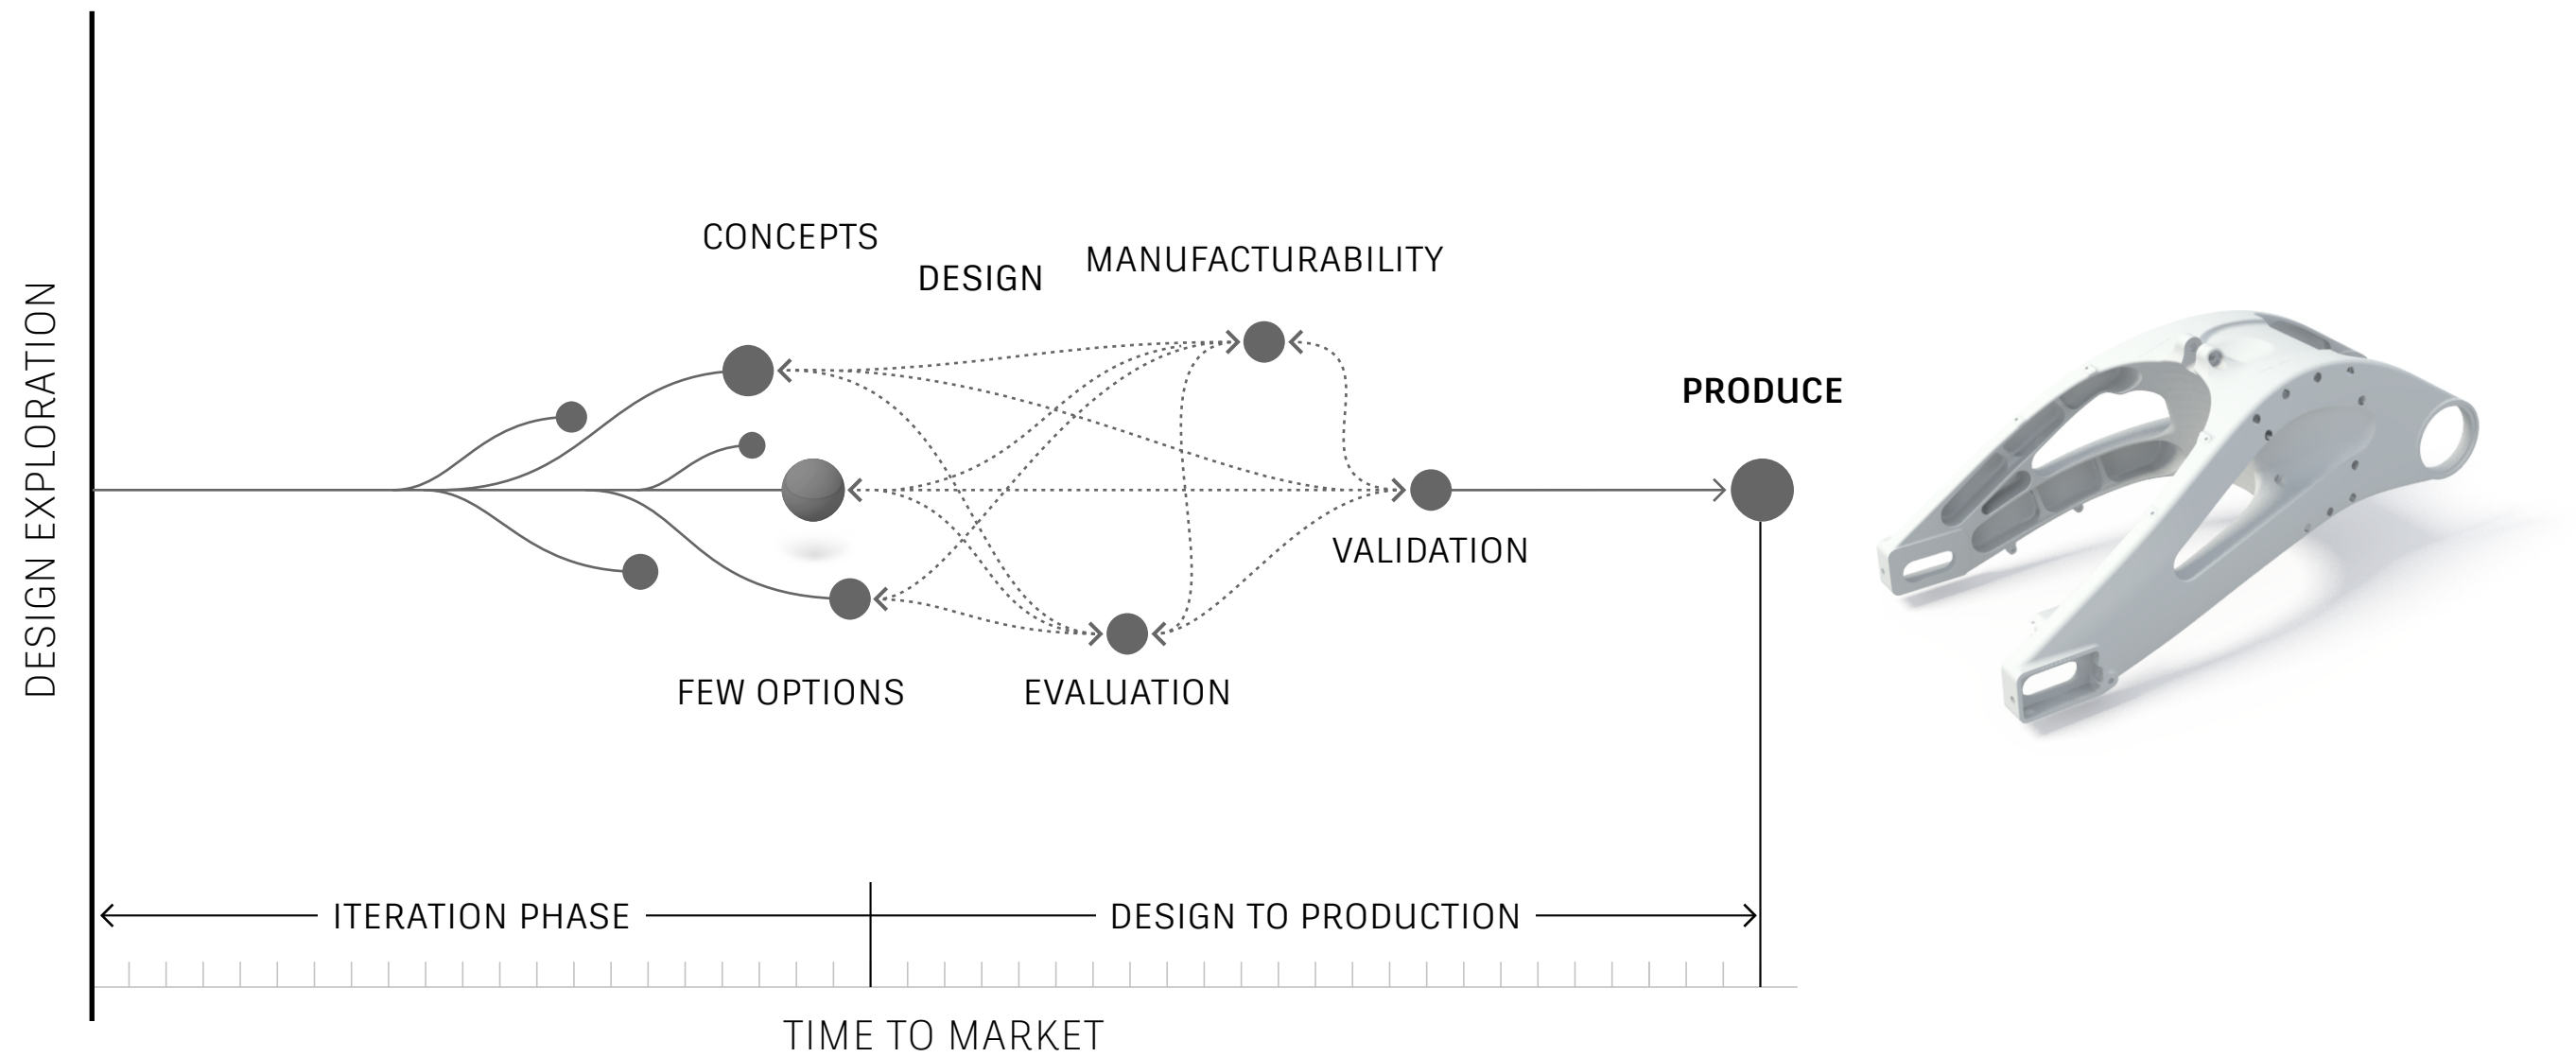 DESIGN EXPLORATION
CONCEPTS
DESIGN
MANUFACTURABILITY
PRODUCE
VALIDATION
FEW OPTIONS
EVALUATION
ITERATION PHASE
DESIGN TO PRODUCTION
TIME TO MARKET